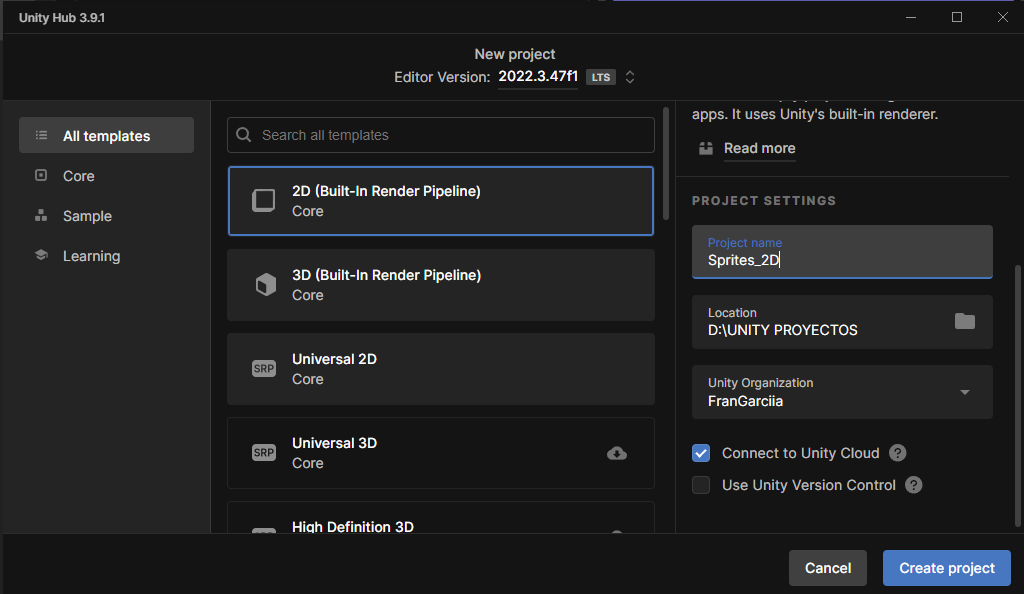 Unity Hub 3.9.1
New project
Editor Version: 2022.3.47f1 LTS
All templates
Core
Sample
Learning
Search all templates
2D (Built-In Render Pipeline)
Core
3D (Built-In Render Pipeline)
Core
SRP
Universal 2D
Core
SRP
Universal 3D
Core
High Definition 3D
apps. It uses Unity's built-in renderer.
Read more
PROJECT SETTINGS
Project name
Sprites_2D
Location
D:\UNITY PROYECTOS
Unity Organization
FranGarciia
Connect to Unity Cloud ?
Use Unity Version Control ?
Cancel
Create project